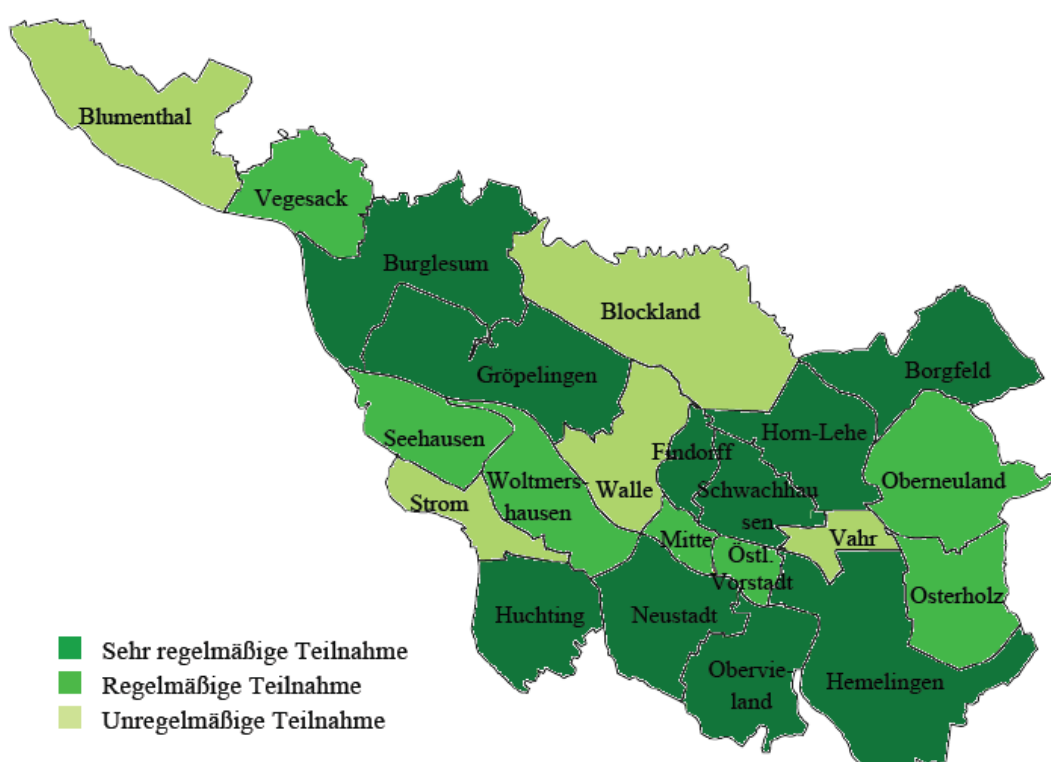 Blumenthal
Vegesack
Burglesum
Blockland
Borgfeld
Gröpelingen
Horn-Lehe
Seehausen
Findorff
Oberneuland
Woltmers-
hausen
Walle
Schwachhau
sen
Strom
Mitte
Vahr
Östl.
Vorstadt
Osterholz
Huchting
Neustadt
Obervie-
land
Hemelingen
Sehr regelmäßige Teilnahme
Regelmäßige Teilnahme
Unregelmäßige Teilnahme